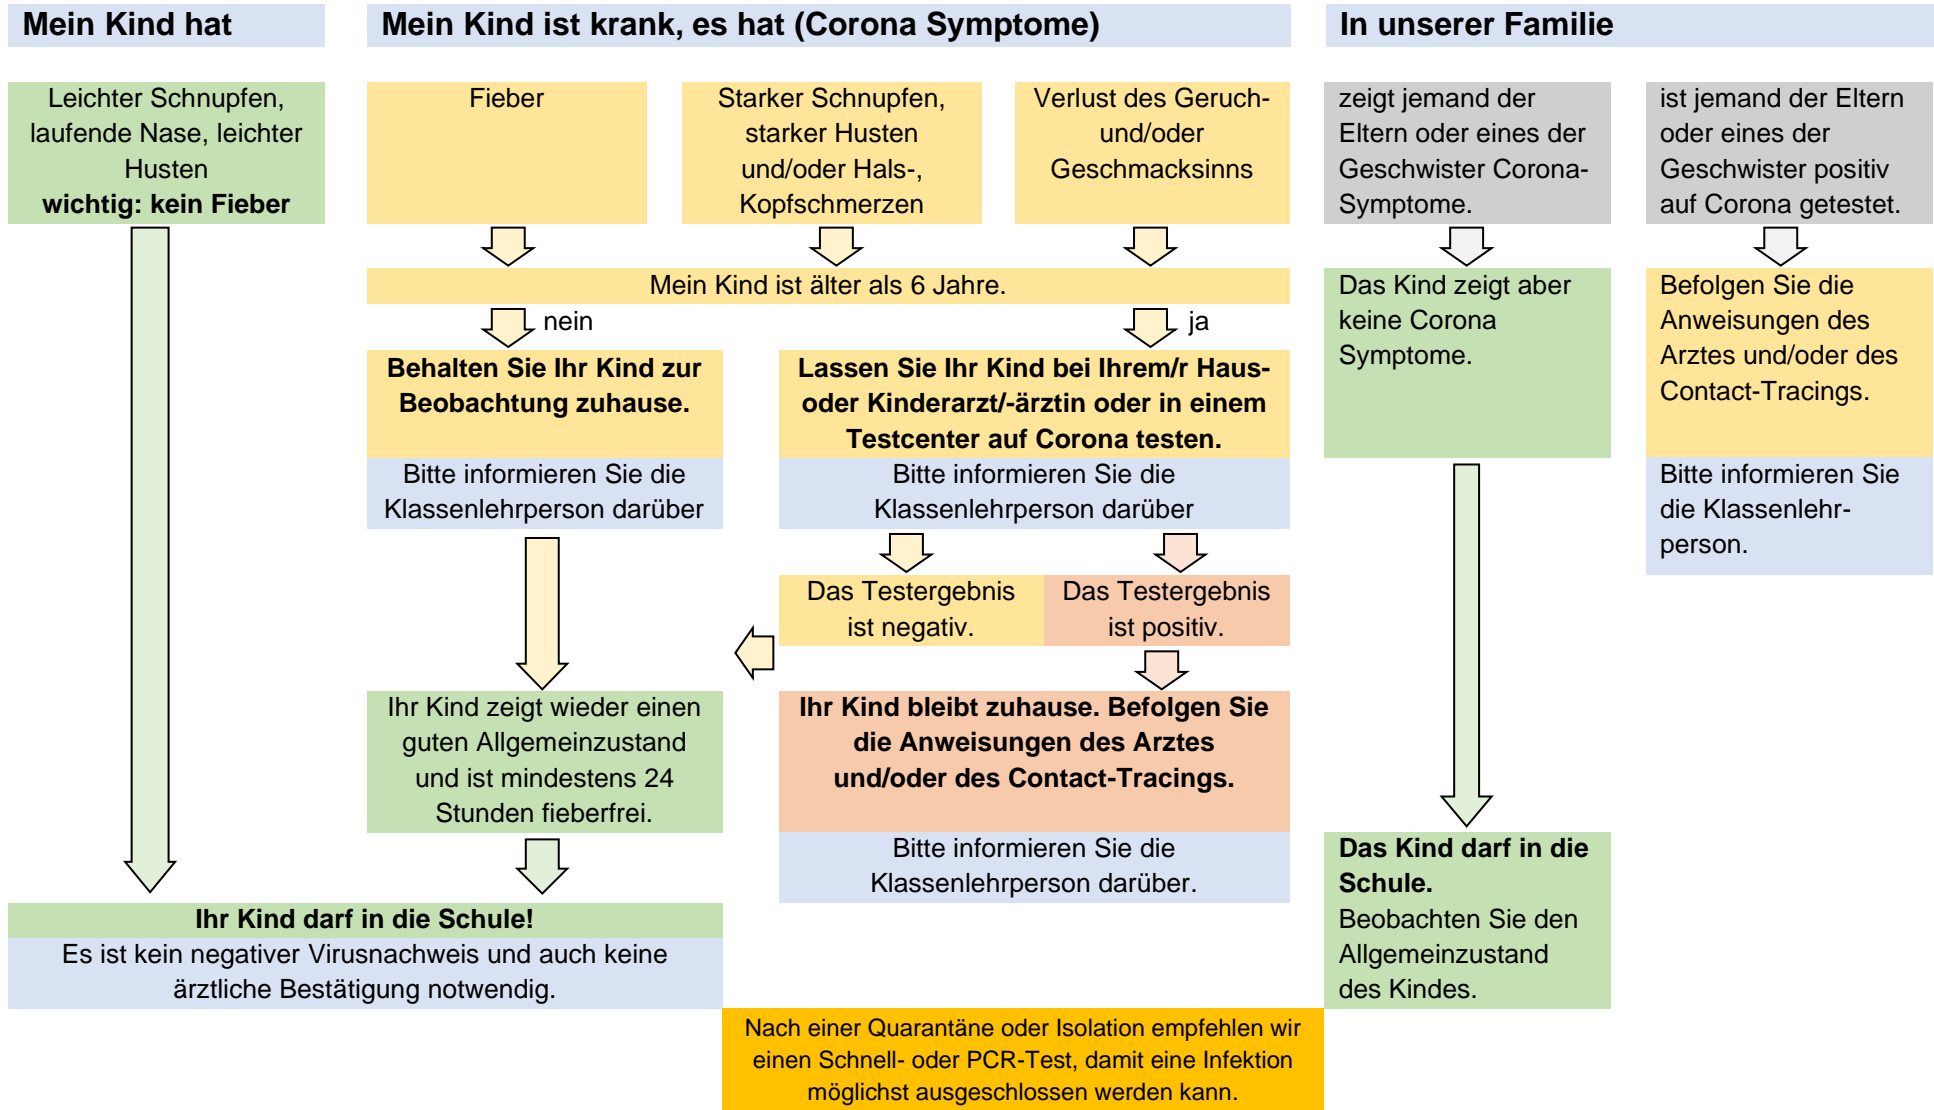 Mein Kind hat
Mein Kind ist krank, es hat (Corona Symptome)
In unserer Familie
Leichter Schnupfen,
laufende Nase, leichter
Husten
wichtig: kein Fieber
Fieber
Starker Schnupfen,
starker Husten
und/oder Hals-,
Kopfschmerzen
Verlust des Geruch-
und/oder
Geschmacksinns
zeigt jemand der
Eltern oder eines der
Geschwister Corona-
Symptome.
ist jemand der Eltern
oder eines der
Geschwister positiv
auf Corona getestet.
Mein Kind ist älter als 6 Jahre.
nein
ja
Behalten Sie Ihr Kind zur
Beobachtung zuhause.
Bitte informieren Sie die
Klassenlehrperson darüber
Lassen Sie Ihr Kind bei Ihrem/r Haus-
oder Kinderarzt/-ärztin oder in einem
Testcenter auf Corona testen.
Bitte informieren Sie die
Klassenlehrperson darüber
Das Kind zeigt aber
keine Corona
Symptome.
Befolgen Sie die
Anweisungen des
Arztes und/oder des
Contact-Tracings.
Bitte informieren Sie
die Klassenlehr-
person.
Das Testergebnis
ist negativ.
Das Testergebnis
ist positiv.
Ihr Kind zeigt wieder einen
guten Allgemeinzustand
und ist mindestens 24
Stunden fieberfrei.
Ihr Kind bleibt zuhause. Befolgen Sie
die Anweisungen des Arztes
und/oder des Contact-Tracings.
Bitte informieren Sie die
Klassenlehrperson darüber.
Das Kind darf in die
Schule.
Beobachten Sie den
Allgemeinzustand
des Kindes.
Ihr Kind darf in die Schule!
Es ist kein negativer Virusnachweis und auch keine
ärztliche Bestätigung notwendig.
Nach einer Quarantäne oder Isolation empfehlen wir
einen Schnell- oder PCR-Test, damit eine Infektion
möglichst ausgeschlossen werden kann.